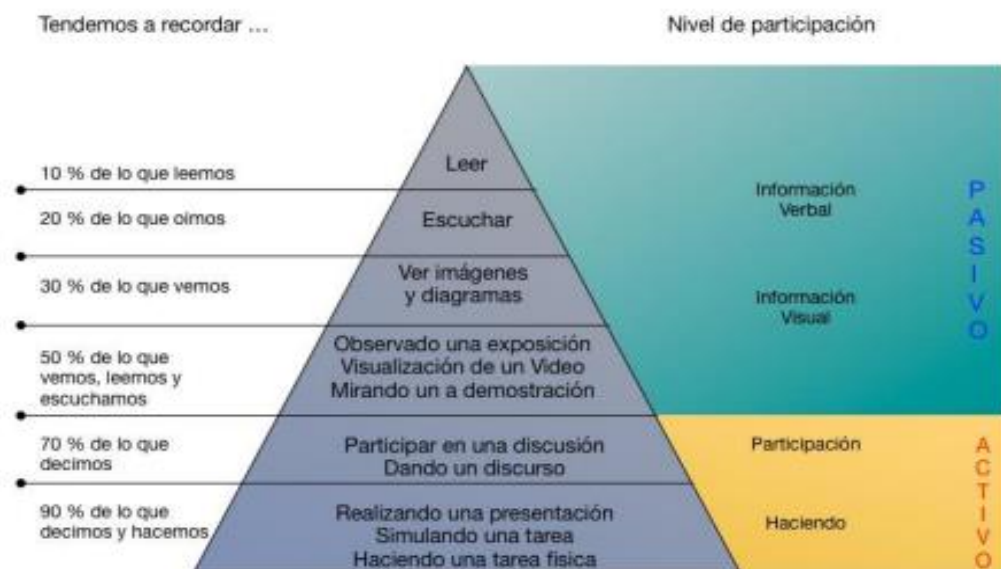 Tendemos a recordar ...
Nivel de participación
10 % de lo que leemos
20 % de lo que oímos
30 % de lo que vemos
50 % de lo que
vemos, leemos y
escuchamos
70 % de lo que
decimos
90 % de lo que
decimos y hacemos
Leer
Escuchar
Ver imágenes
y diagramas
Observado una exposición
Visualización de un Video
Mirando un a demostración
Participar en una discusión
Dando un discurso
Realizando una presentación
Simulando una tarea
Haciendo una tarea física
Información
Verbal
Información
Visual
Participación
Haciendo
PASIVO
ACTIVO